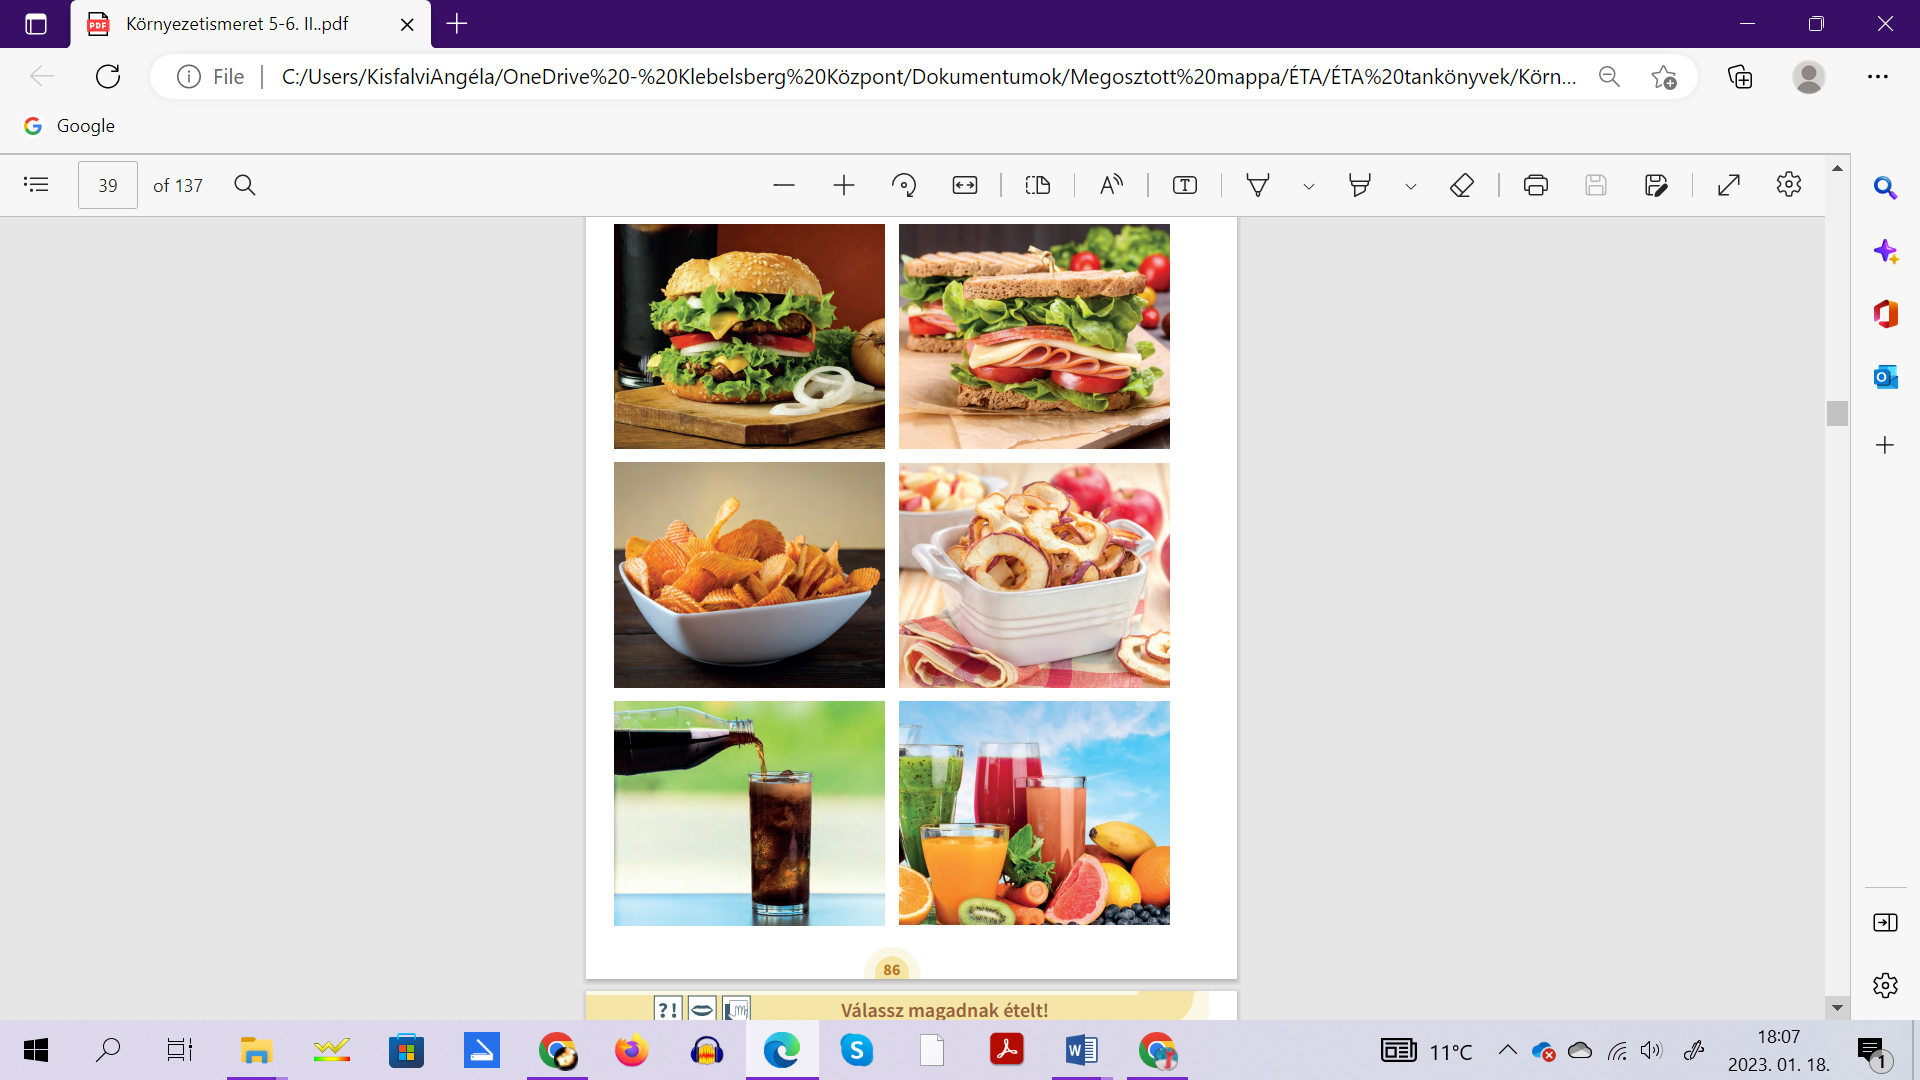 Környezetismeret 5-6. II..pdf
File
C:/Users/KisfalviAngéla/OneDrive%20-%20Klebelsberg%20Központ/Dokumentumok/Megosztott%20mappa/ÉTA/ÉTA%20tankönyvek/Körn...
Google
39 of 137
86
?!
Válassz magadnak ételt!
11°C
18:07
2023. 01. 18.
1